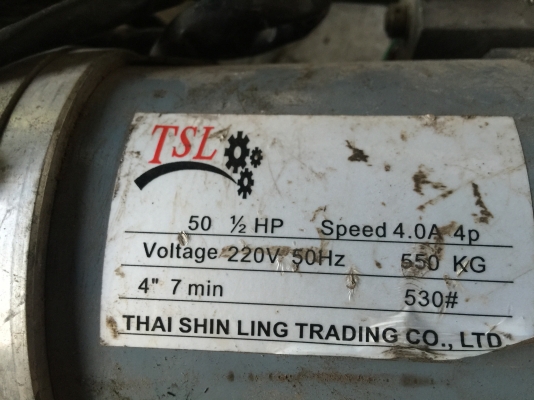 TSL
50 ½ HP Speed 4.0A 4p
Voltage 220V 50Hz 550 KG
4" 7 min 530#
THAI SHIN LING TRADING CO., LTD